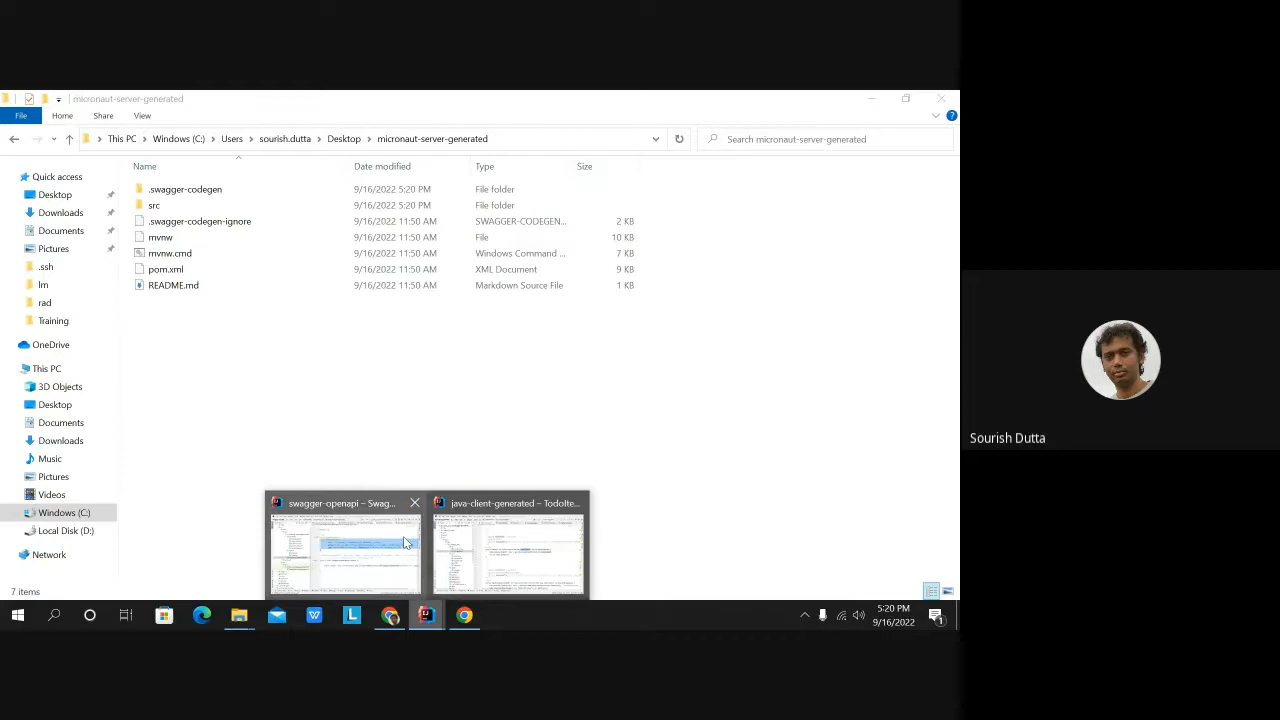 micronaut-server-generated
File Home Share View
This PC Windows (C:) Users sourish.dutta Desktop micronaut-server-generated Search micronaut-server-generated
Name Date modified Type Size
Quick access
Desktop
Downloads
Documents
Pictures
.ssh
lm
rad
Training
OneDrive
This PC
3D Objects
Desktop
Documents
Downloads
Music
Pictures
Videos
Windows (C:)
Local Disk (D:)
Network
.swagger-codegen 9/16/2022 5:20 PM File folder
src 9/16/2022 5:20 PM File folder
.swagger-codegen-ignore 9/16/2022 11:50 AM SWAGGER-CODEGEN... 2 KB
mvnw 9/16/2022 11:50 AM File 10 KB
mvnw.cmd 9/16/2022 11:50 AM Windows Command ... 7 KB
pom.xml 9/16/2022 11:50 AM XML Document 9 KB
README.md 9/16/2022 11:50 AM Markdown Source File 1 KB
swagger-openapi – Swag...
java-client-generated – TodoIte...
7 items
5:20 PM
9/16/2022
1
Sourish Dutta